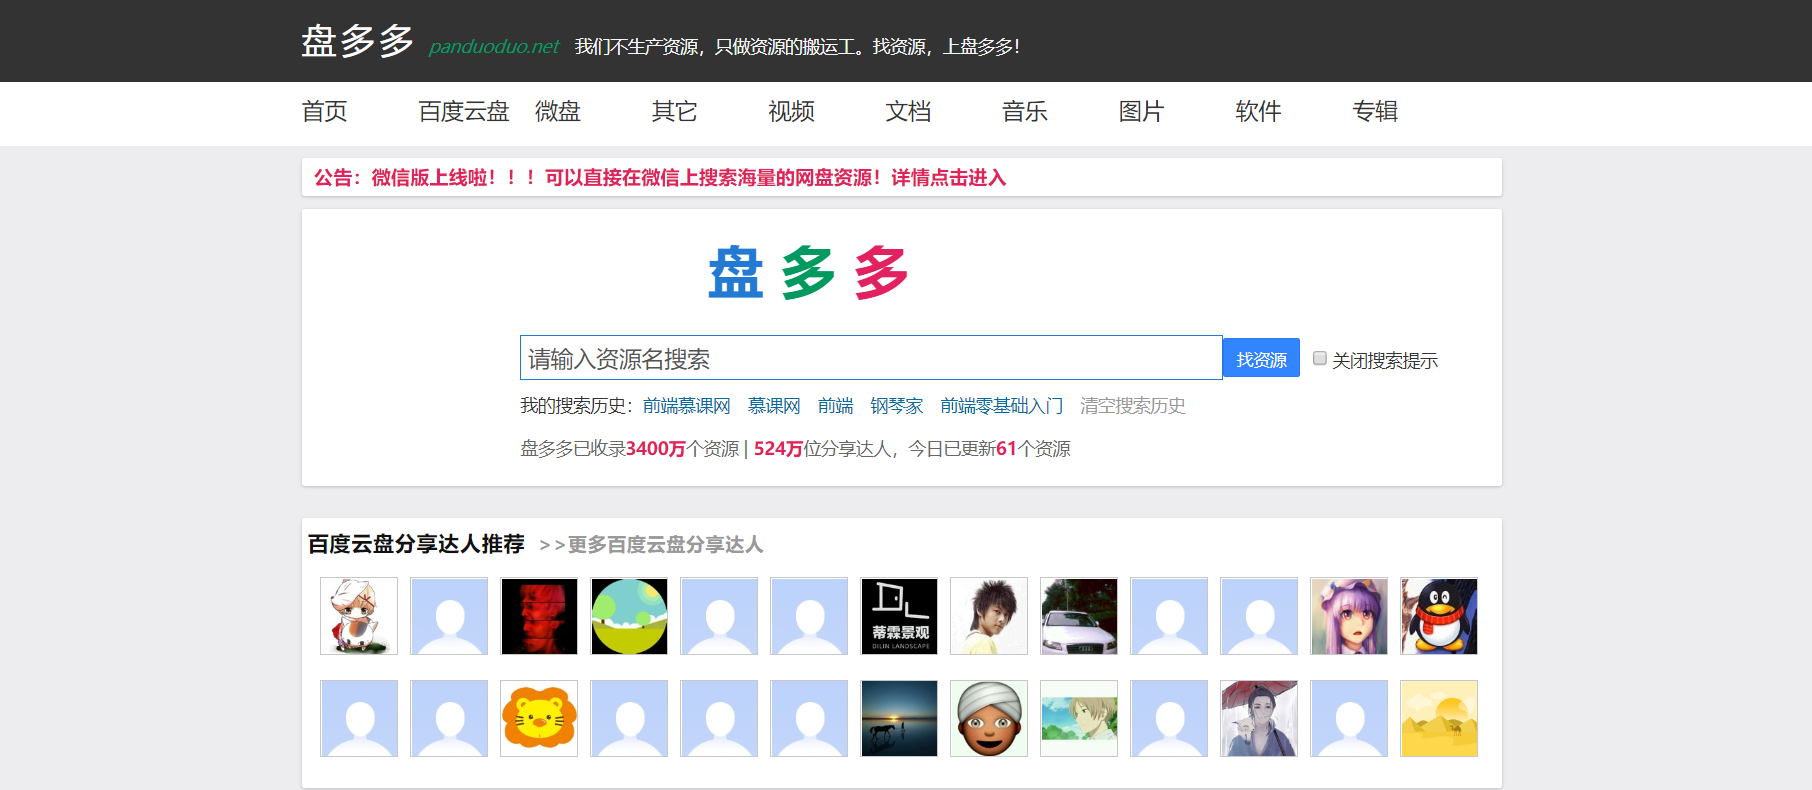 盘多多 panduoduo.net 我们不生产资源，只做资源的搬运工。找资源，上盘多多！
首页 百度云盘 微盘 其它 视频 文档 音乐 图片 软件 专辑
公告：微信版上线啦！！！可以直接在微信上搜索海量的网盘资源！详情点击进入
盘多多
请输入资源名搜索 找资源 关闭搜索提示
我的搜索历史：前端慕课网 慕课网 前端 钢琴家 前端零基础入门 清空搜索历史
盘多多已收录3400万个资源 | 524万位分享达人，今日已更新61个资源
百度云盘分享达人推荐 >>更多百度云盘分享达人
蒂霖景观
DILIN LANDSCAPE